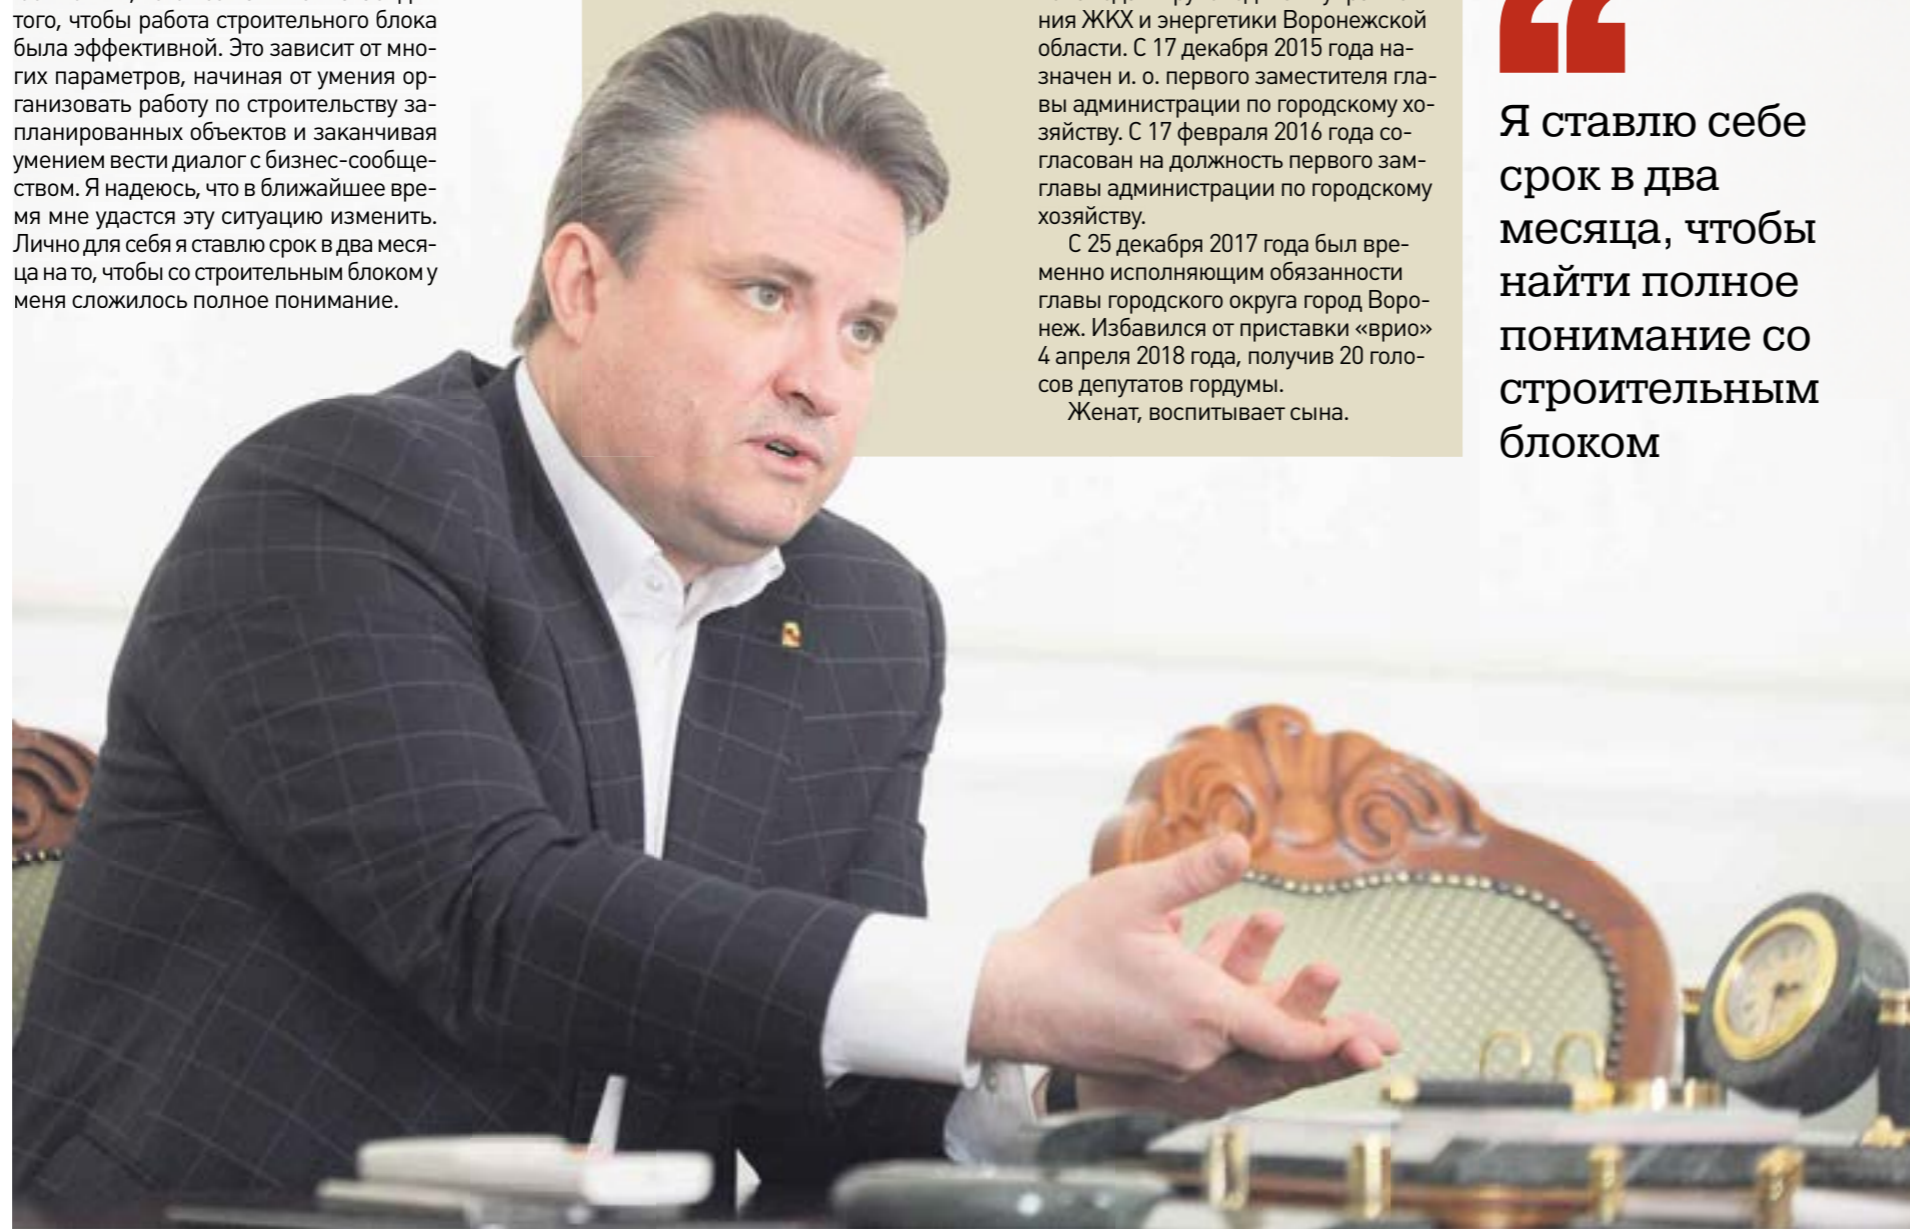 того, чтобы работа строительного блока
была эффективной. Это зависит от мно-
гих параметров, начиная от умения ор-
ганизовать работу по строительству за-
планированных объектов и заканчивая
умением вести диалог с бизнес-сообще-
ством. Я надеюсь, что в ближайшее вре-
мя мне удастся эту ситуацию изменить.
Лично для себя я ставлю срок в два меся-
ца на то, чтобы со строительным блоком у
меня сложилось полное понимание.
ния ЖКХ и энергетики Воронежской
области. С 17 декабря 2015 года на-
значен и. о. первого заместителя гла-
вы администрации по городскому хо-
зяйству. С 17 февраля 2016 года со-
гласован на должность первого зам-
главы администрации по городскому
хозяйству.
С 25 декабря 2017 года был вре-
менно исполняющим обязанности
главы городского округа город Воро-
неж. Избавился от приставки «врио»
4 апреля 2018 года, получив 20 голо-
сов депутатов гордумы.
Женат, воспитывает сына.
“
Я ставлю себе
срок в два
месяца, чтобы
найти полное
понимание со
строительным
блоком